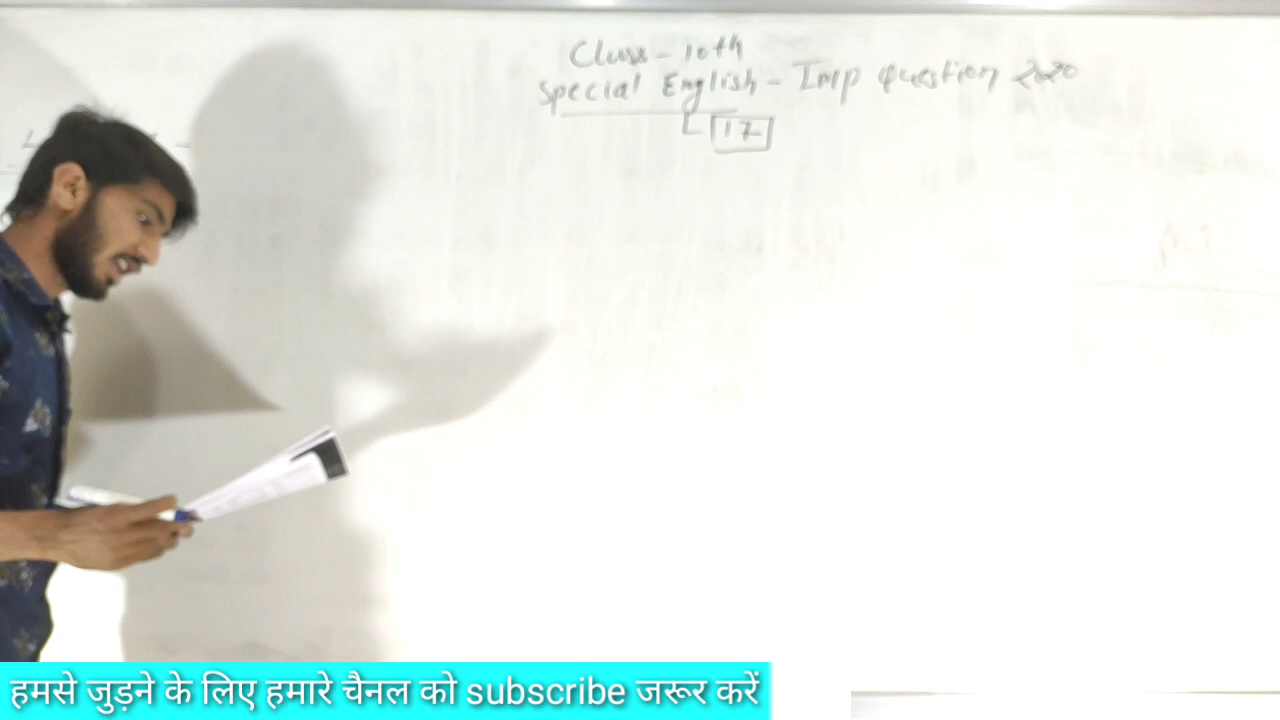 Class - 10th
Special English - Imp Question 2020
17
हमसे जुड़ने के लिए हमारे चैनल को subscribe जरूर करें